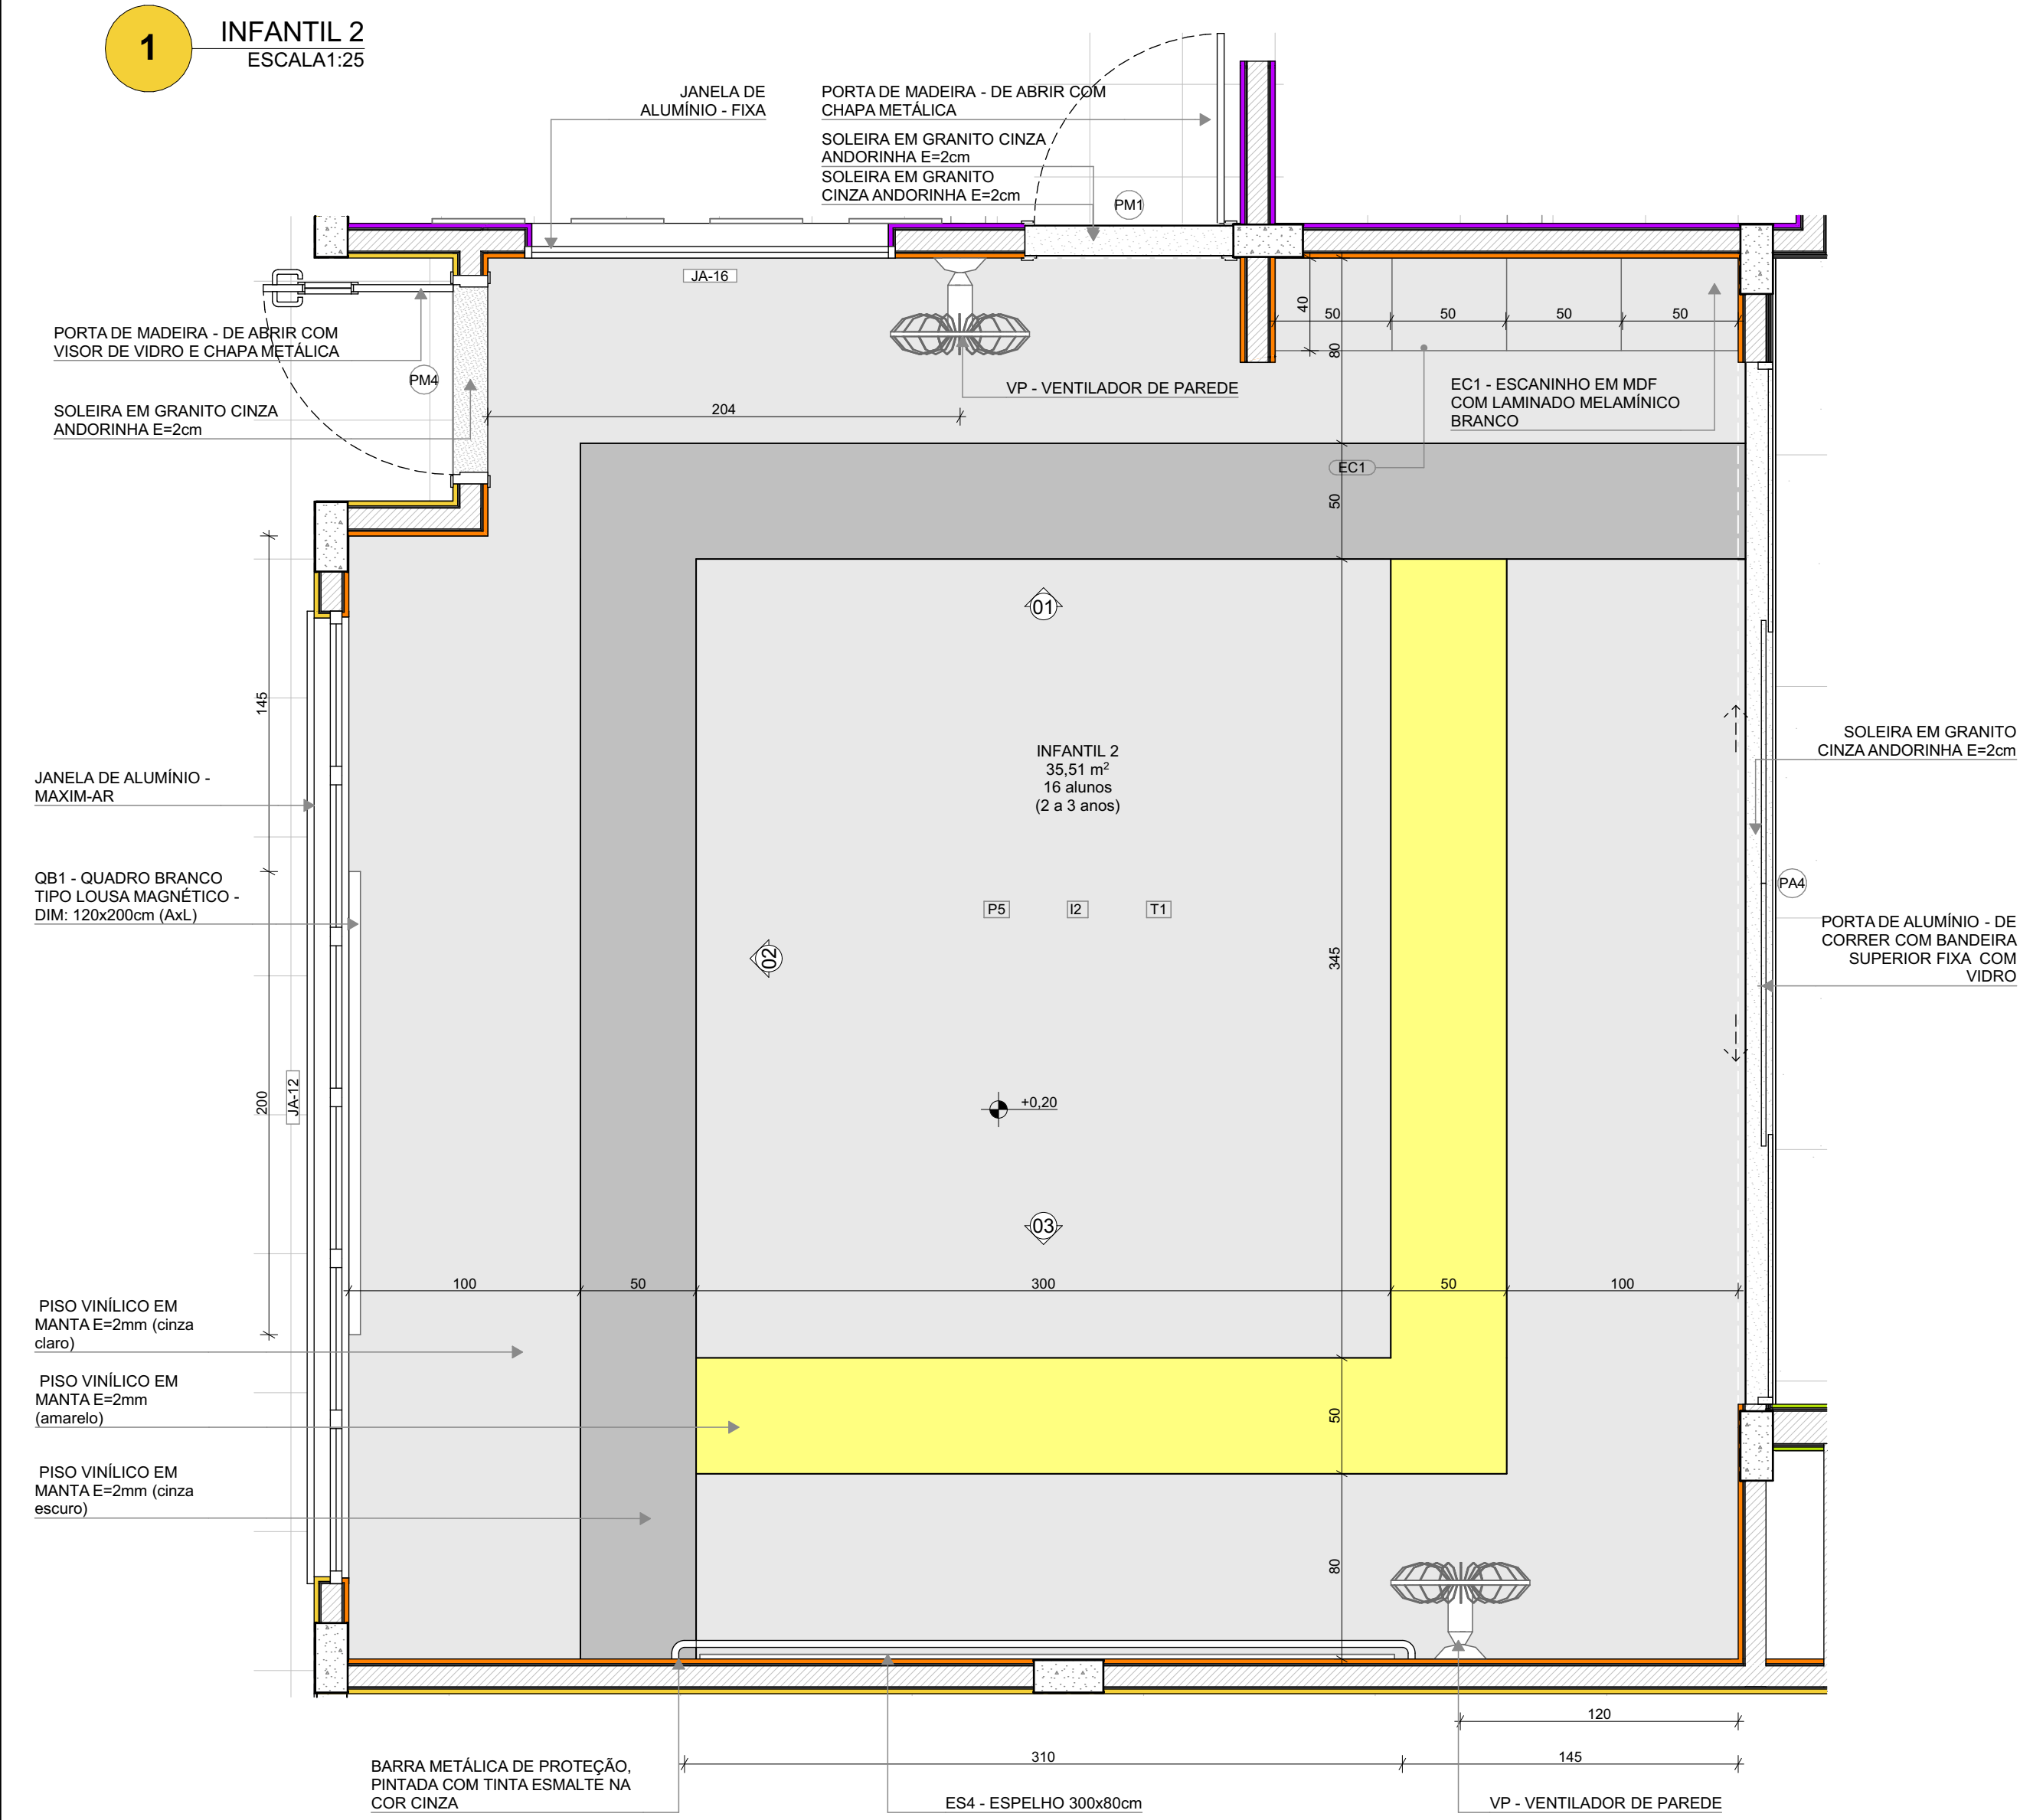 1
INFANTIL 2
ESCALA1:25
JANELA DE
ALUMÍNIO - FIXA
PORTA DE MADEIRA - DE ABRIR COM
CHAPA METÁLICA
SOLEIRA EM GRANITO CINZA
ANDORINHA E=2cm
SOLEIRA EM GRANITO
CINZA ANDORINHA E=2cm
PM1
JA-16
PORTA DE MADEIRA - DE ABRIR COM
VISOR DE VIDRO E CHAPA METÁLICA
PM4
SOLEIRA EM GRANITO CINZA
ANDORINHA E=2cm
204
VP - VENTILADOR DE PAREDE
40
50
50
50
50
80
EC1 - ESCANINHO EM MDF
COM LAMINADO MELAMÍNICO
BRANCO
EC1
50
01
145
INFANTIL 2
35,51 m²
16 alunos
(2 a 3 anos)
SOLEIRA EM GRANITO
CINZA ANDORINHA E=2cm
JANELA DE ALUMÍNIO -
MAXIM-AR
QB1 - QUADRO BRANCO
TIPO LOUSA MAGNÉTICO -
DIM: 120x200cm (AxL)
PA4
P5
I2
T1
PORTA DE ALUMÍNIO - DE
CORRER COM BANDEIRA
SUPERIOR FIXA COM
VIDRO
02
345
200
JA-12
+0,20
03
100
50
300
50
100
PISO VINÍLICO EM
MANTA E=2mm (cinza
claro)
PISO VINÍLICO EM
MANTA E=2mm
(amarelo)
50
PISO VINÍLICO EM
MANTA E=2mm (cinza
escuro)
80
120
310
145
BARRA METÁLICA DE PROTEÇÃO,
PINTADA COM TINTA ESMALTE NA
COR CINZA
ES4 - ESPELHO 300x80cm
VP - VENTILADOR DE PAREDE